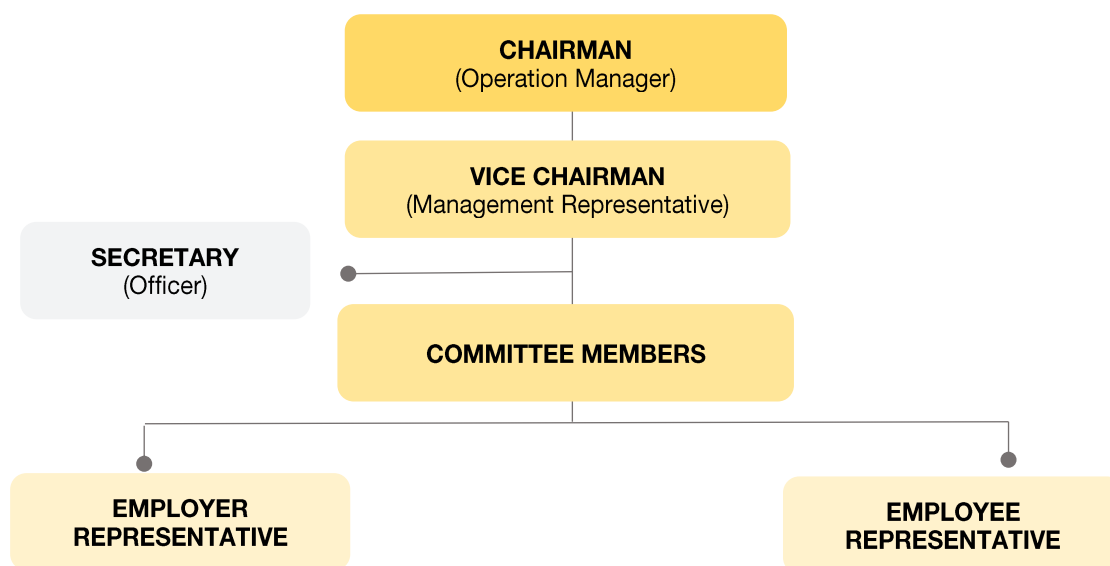 CHAIRMAN
(Operation Manager)
VICE CHAIRMAN
(Management Representative)
SECRETARY
(Officer)
COMMITTEE MEMBERS
EMPLOYER
REPRESENTATIVE
EMPLOYEE
REPRESENTATIVE